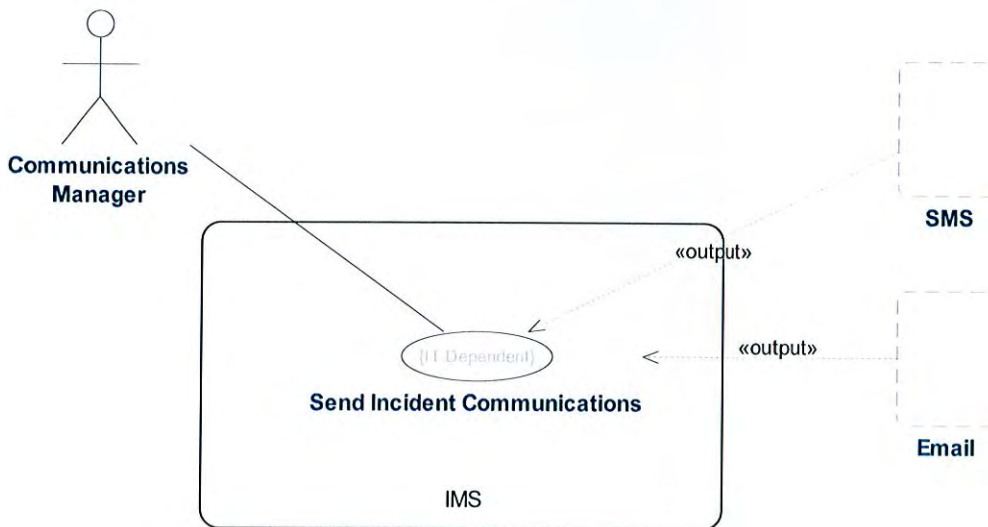 Communications
Manager
SMS
«output»
«output»
{IT Dependent}
Send Incident Communications
Email
IMS